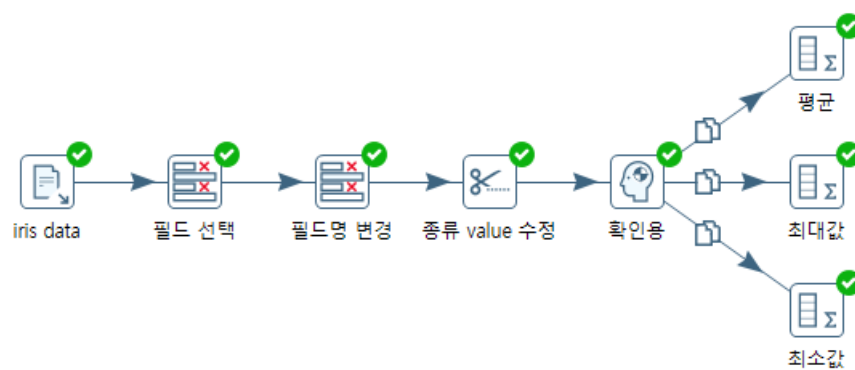 평균
iris data
필드 선택
필드명 변경
종류 value 수정
확인용
최대값
최소값